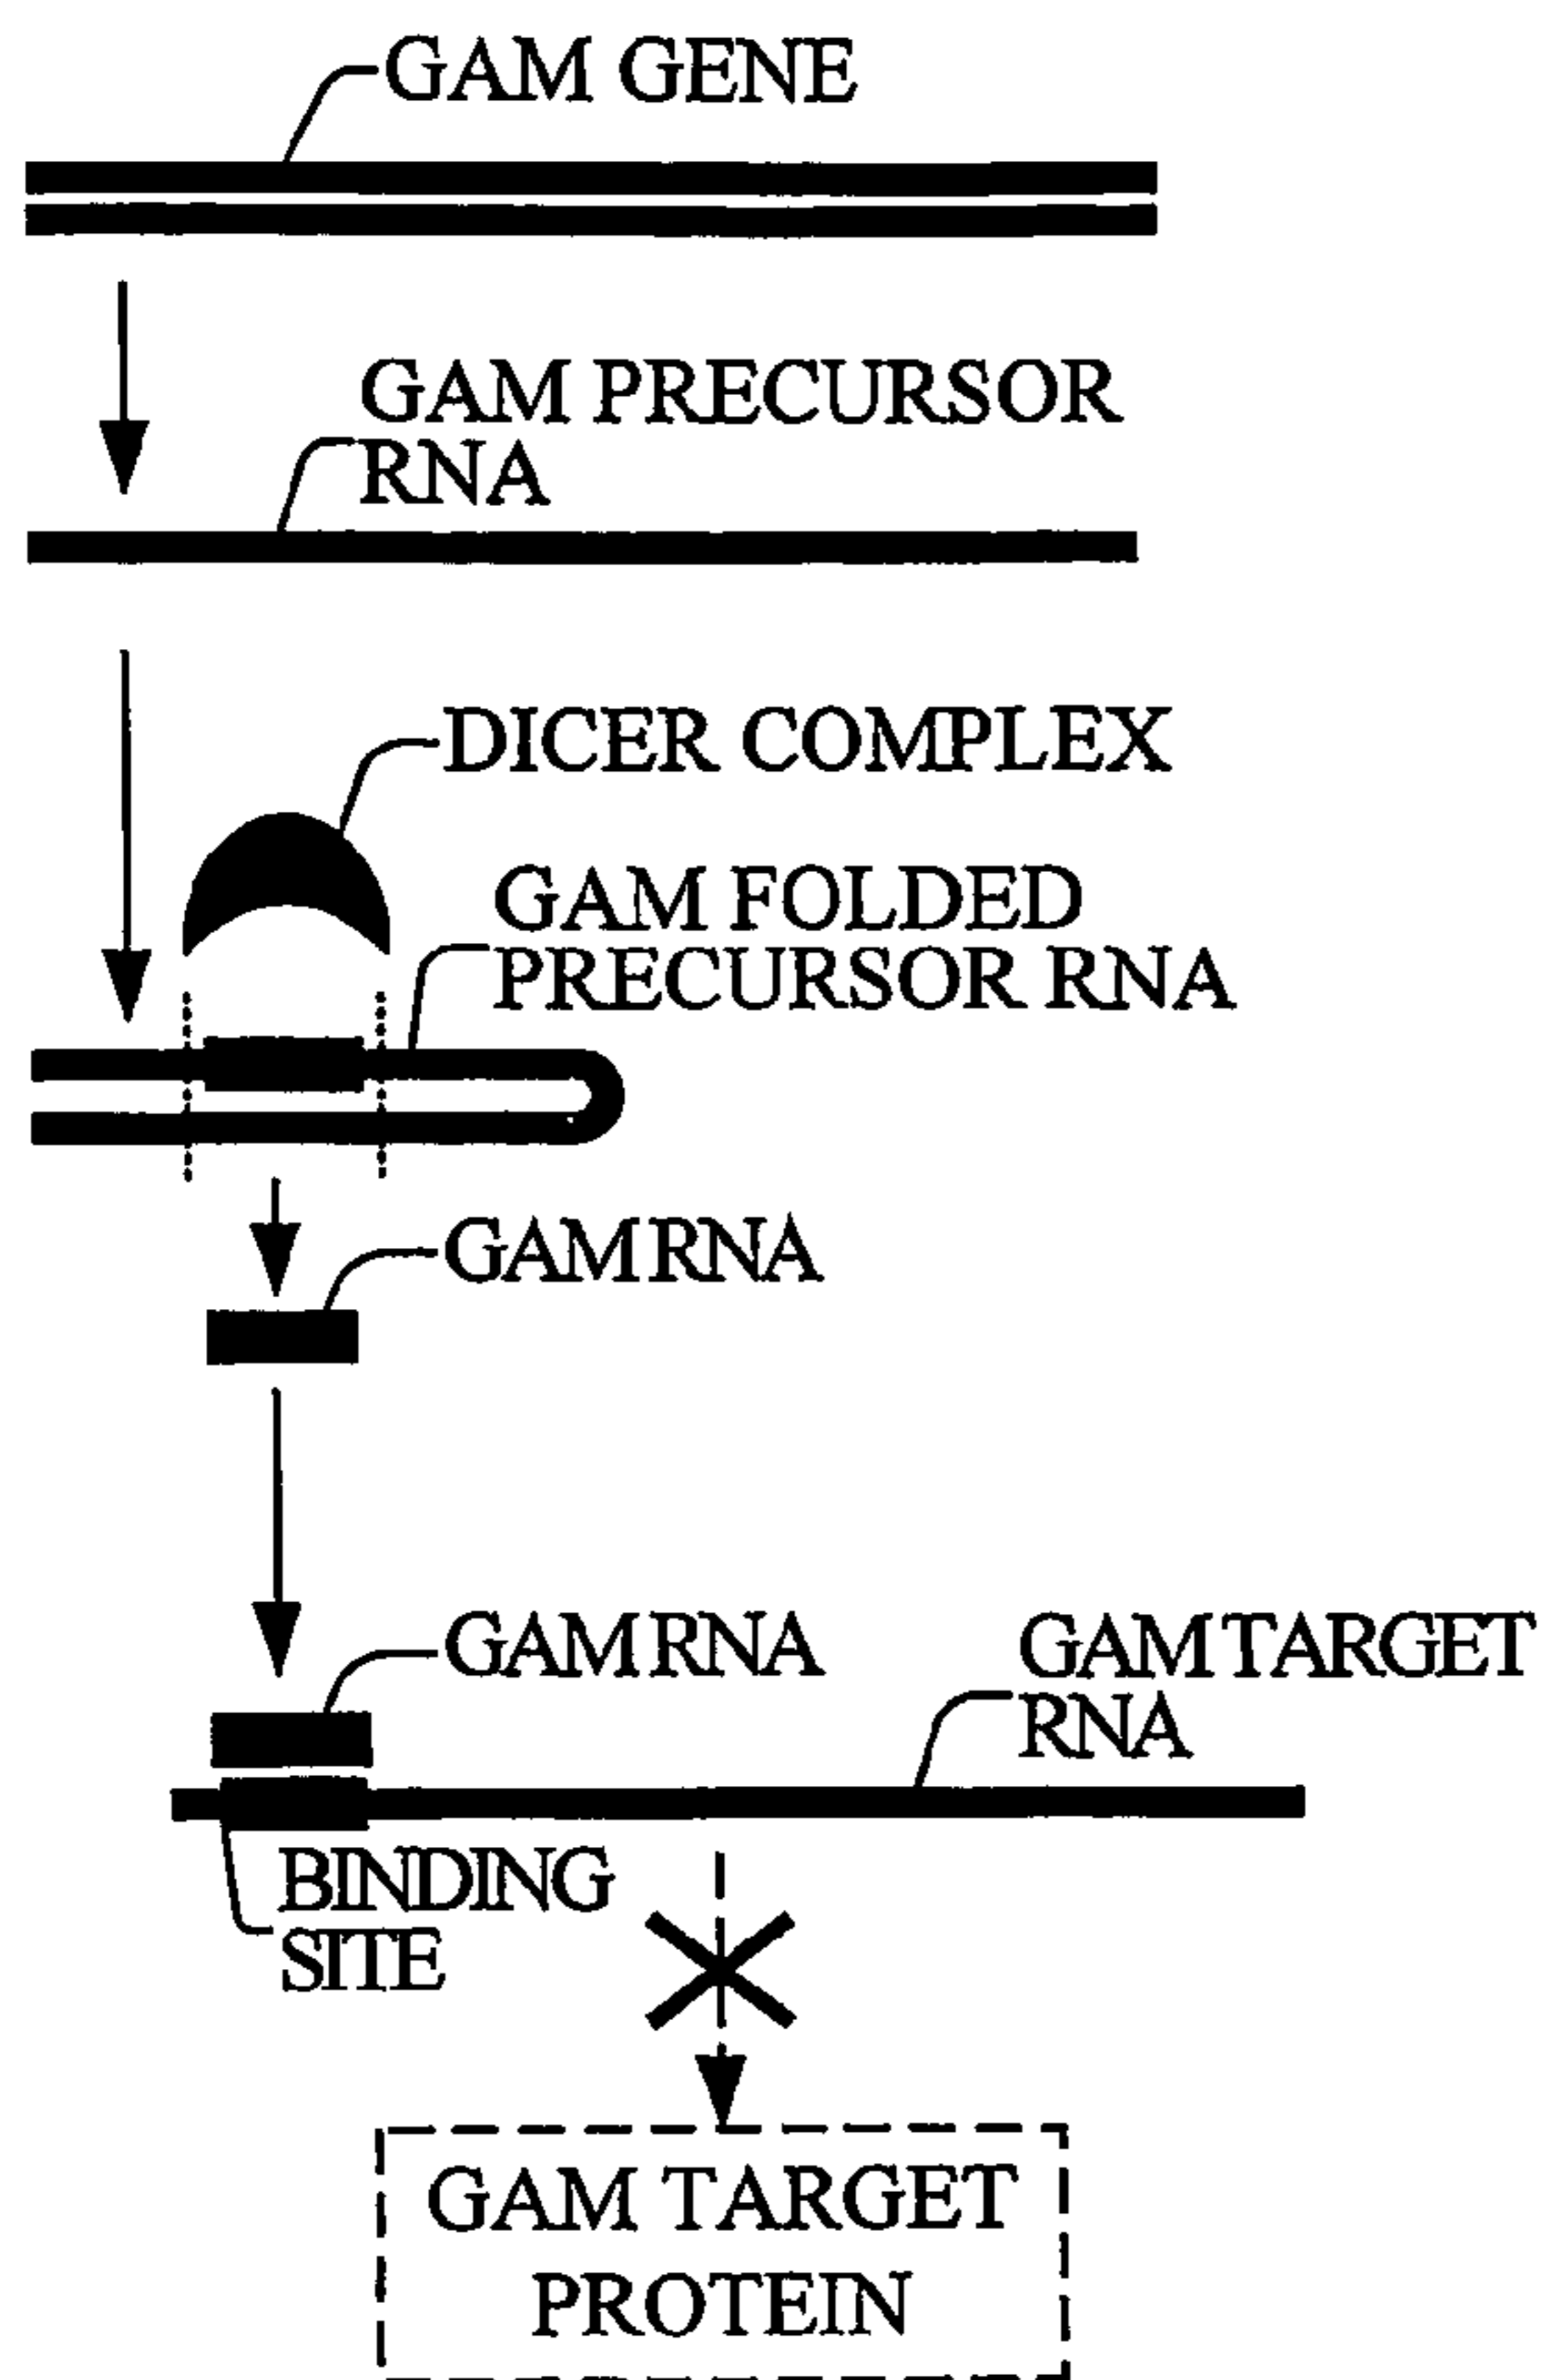 GAM GENE
GAM PRECURSOR
RNA
DICER COMPLEX
GAM FOLDED
PRECURSOR RNA
GAM RNA
GAM RNA
GAM TARGET
RNA
BINDING
SITE
GAM TARGET
PROTEIN